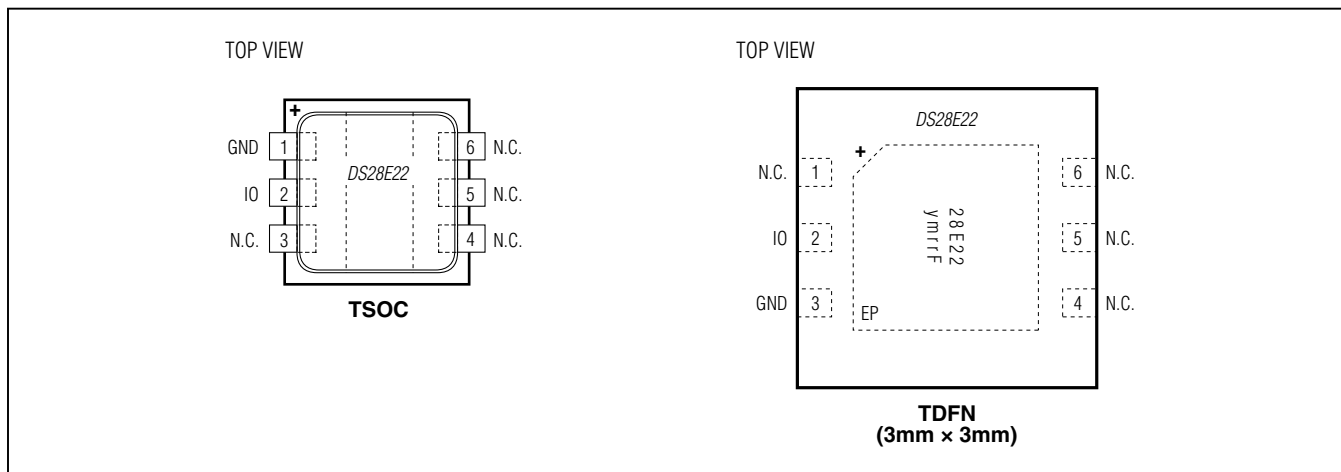 TOP VIEW
+
GND 1
6 N.C.
DS28E22
IO 2
5 N.C.
N.C. 3
4 N.C.
TSOC
TOP VIEW
DS28E22
+
N.C. 1
6 N.C.
28E22
ymrrF
IO 2
5 N.C.
GND 3
4 N.C.
EP
TDFN
(3mm × 3mm)